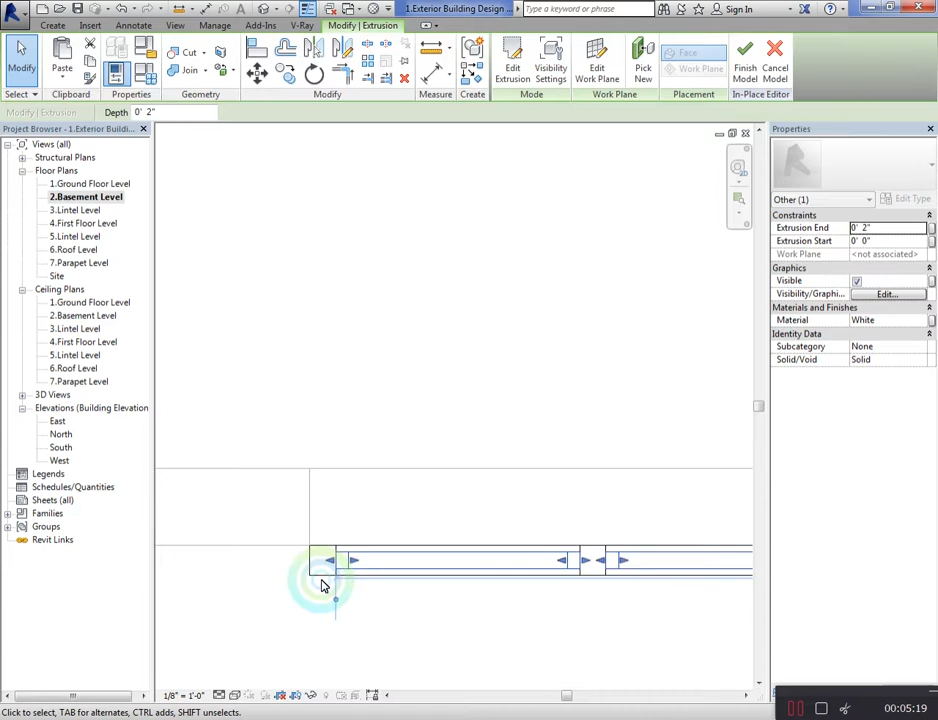 1.Exterior Building Design ...
Type a keyword or phrase
Sign In
Create
Insert
Annotate
View
Manage
Add-Ins
V-Ray
Modify | Extrusion
Modify
Paste
Cut
Join
Edit
Extrusion
Visibility
Settings
Edit
Work Plane
Pick
New
Face
Work Plane
Finish
Model
Cancel
Model
Select
Clipboard
Properties
Geometry
Modify
Measure
Create
Mode
Work Plane
Placement
In-Place Editor
Modify | Extrusion
Depth 0' 2"
Project Browser - 1.Exterior Buildi...
Views (all)
Structural Plans
Floor Plans
1.Ground Floor Level
2.Basement Level
3.Lintel Level
4.First Floor Level
5.Lintel Level
6.Roof Level
7.Parapet Level
Site
Ceiling Plans
1.Ground Floor Level
2.Basement Level
3.Lintel Level
4.First Floor Level
5.Lintel Level
6.Roof Level
7.Parapet Level
3D Views
Elevations (Building Elevation
East
North
South
West
Legends
Schedules/Quantities
Sheets (all)
Families
Groups
Revit Links
Properties
Other (1)
Edit Type
Constraints
Extrusion End 0' 2"
Extrusion Start 0' 0"
Work Plane <not associated>
Graphics
Visible
Visibility/Graphi... Edit...
Materials and Finishes
Material White
Identity Data
Subcategory None
Solid/Void Solid
1/8" = 1'-0"
Click to select, TAB for alternates, CTRL adds, SHIFT unselects.
00:05:19